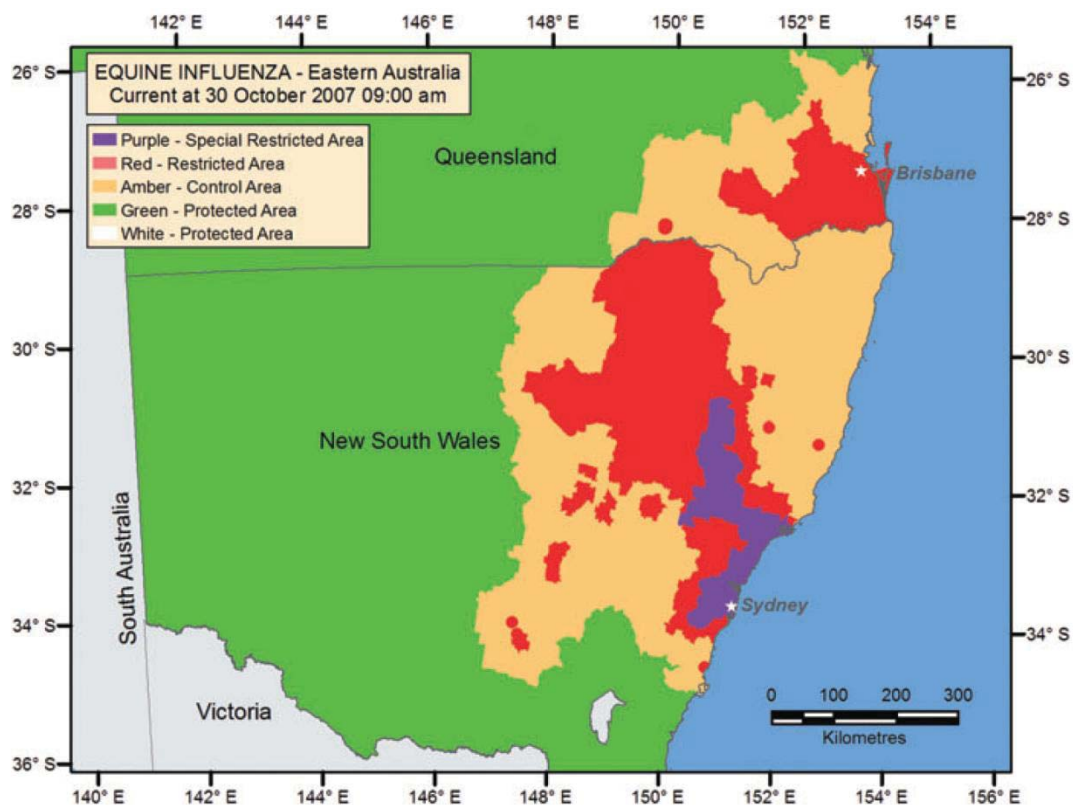 142° E 144° E 146° E 148° E 150° E 152° E 154° E
EQUINE INFLUENZA - Eastern Australia
Current at 30 October 2007 09:00 am
Purple - Special Restricted Area
Red - Restricted Area
Amber - Control Area
Green - Protected Area
White - Protected Area
26° S
26° S
Queensland
Brisbane
28° S
28° S
30° S
30° S
New South Wales
32° S
32° S
South Australia
Sydney
34° S
34° S
Victoria
0 100 200 300
Kilometres
36° S
140° E 142° E 144° E 146° E 148° E 150° E 152° E 154° E 156° E